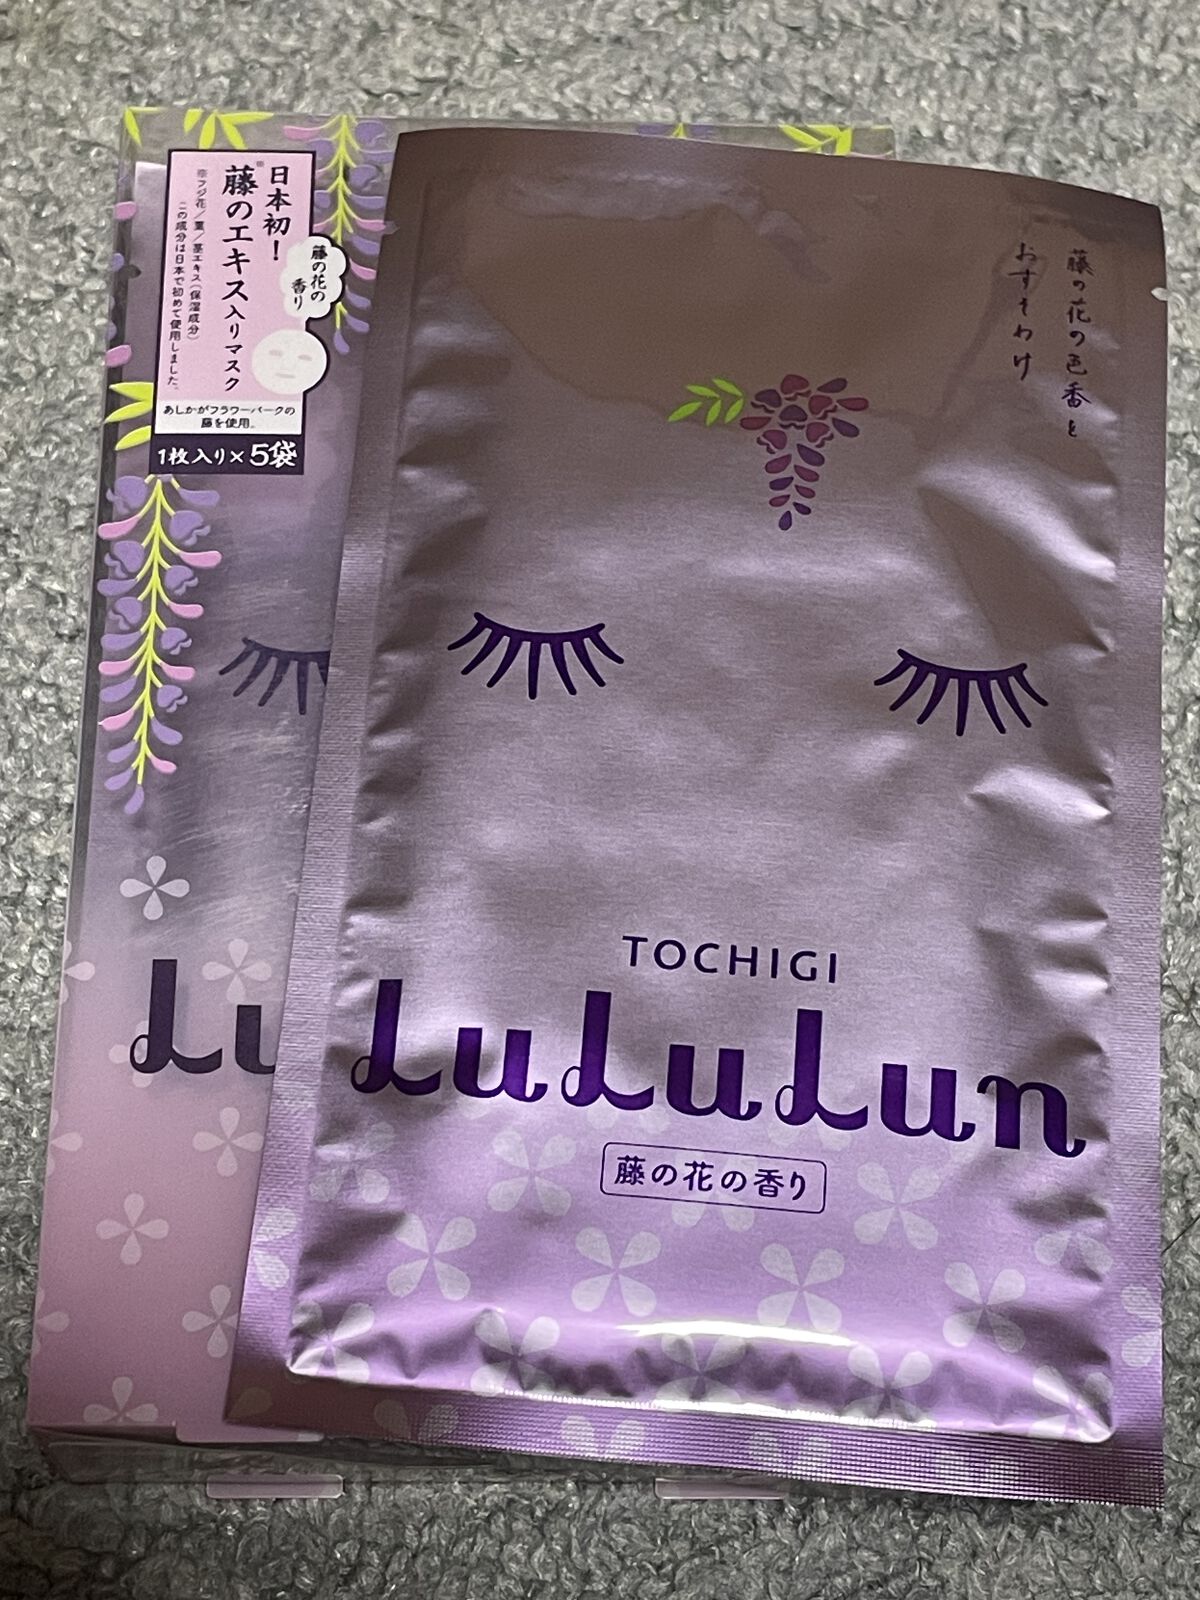 日本初!
※
藤のエキス入りマスク
※フジ花/葉/茎エキス(保湿成分)
この成分は日本で初めて使用しました。
藤の花の
香り
あしかがフラワーパークの
藤を使用。
1枚入り×5袋
Lu
藤の花の色香を
おすそわけ
TOCHIGI
LuLuLun
藤の花の香り